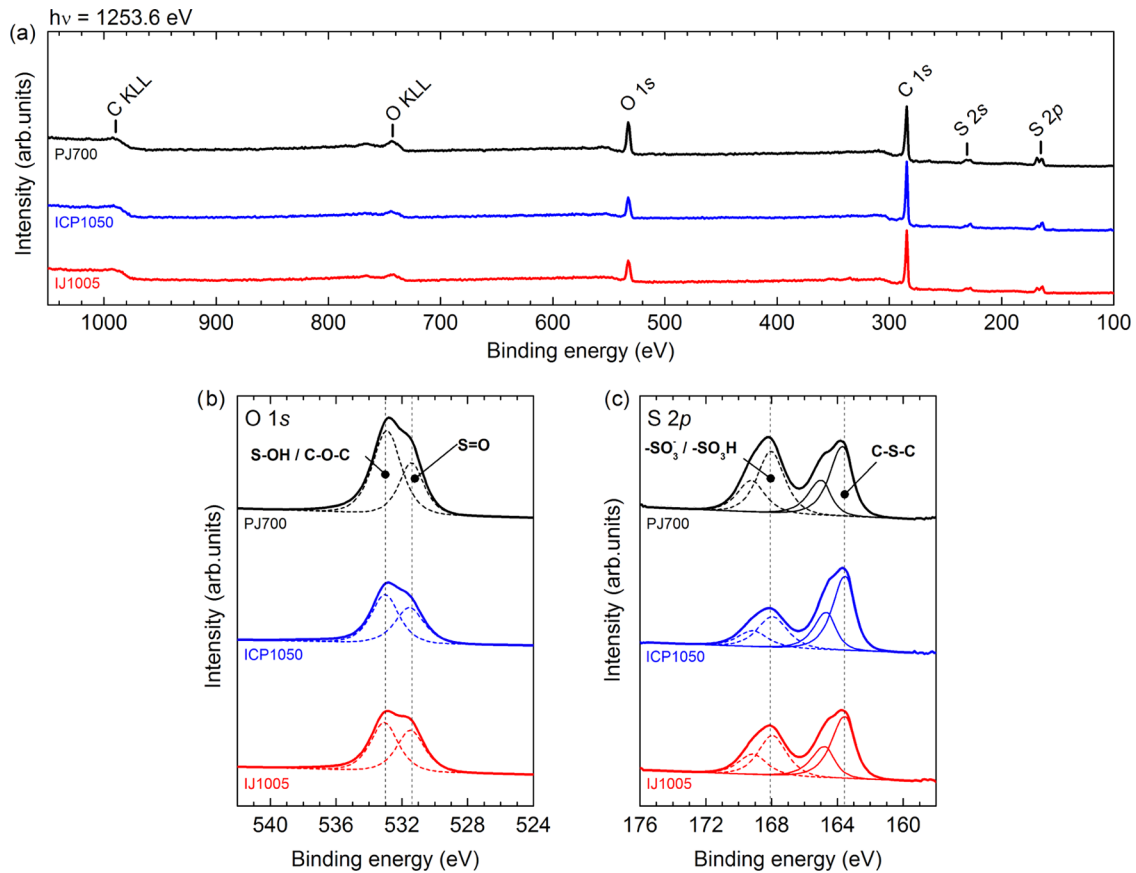 hν = 1253.6 eV
(a)
C KLL
O KLL
O 1s
C 1s
S 2s
S 2p
PJ700
ICP1050
IJ1005
Intensity (arb.units)
1000 900 800 700 600 500 400 300 200 100
Binding energy (eV)
(b)
O 1s
S-OH / C-O-C
S=O
PJ700
ICP1050
IJ1005
Intensity (arb.units)
540 536 532 528 524
Binding energy (eV)
(c)
S 2p
-SO₃⁻ / -SO₃H
C-S-C
PJ700
ICP1050
IJ1005
Intensity (arb.units)
176 172 168 164 160
Binding energy (eV)